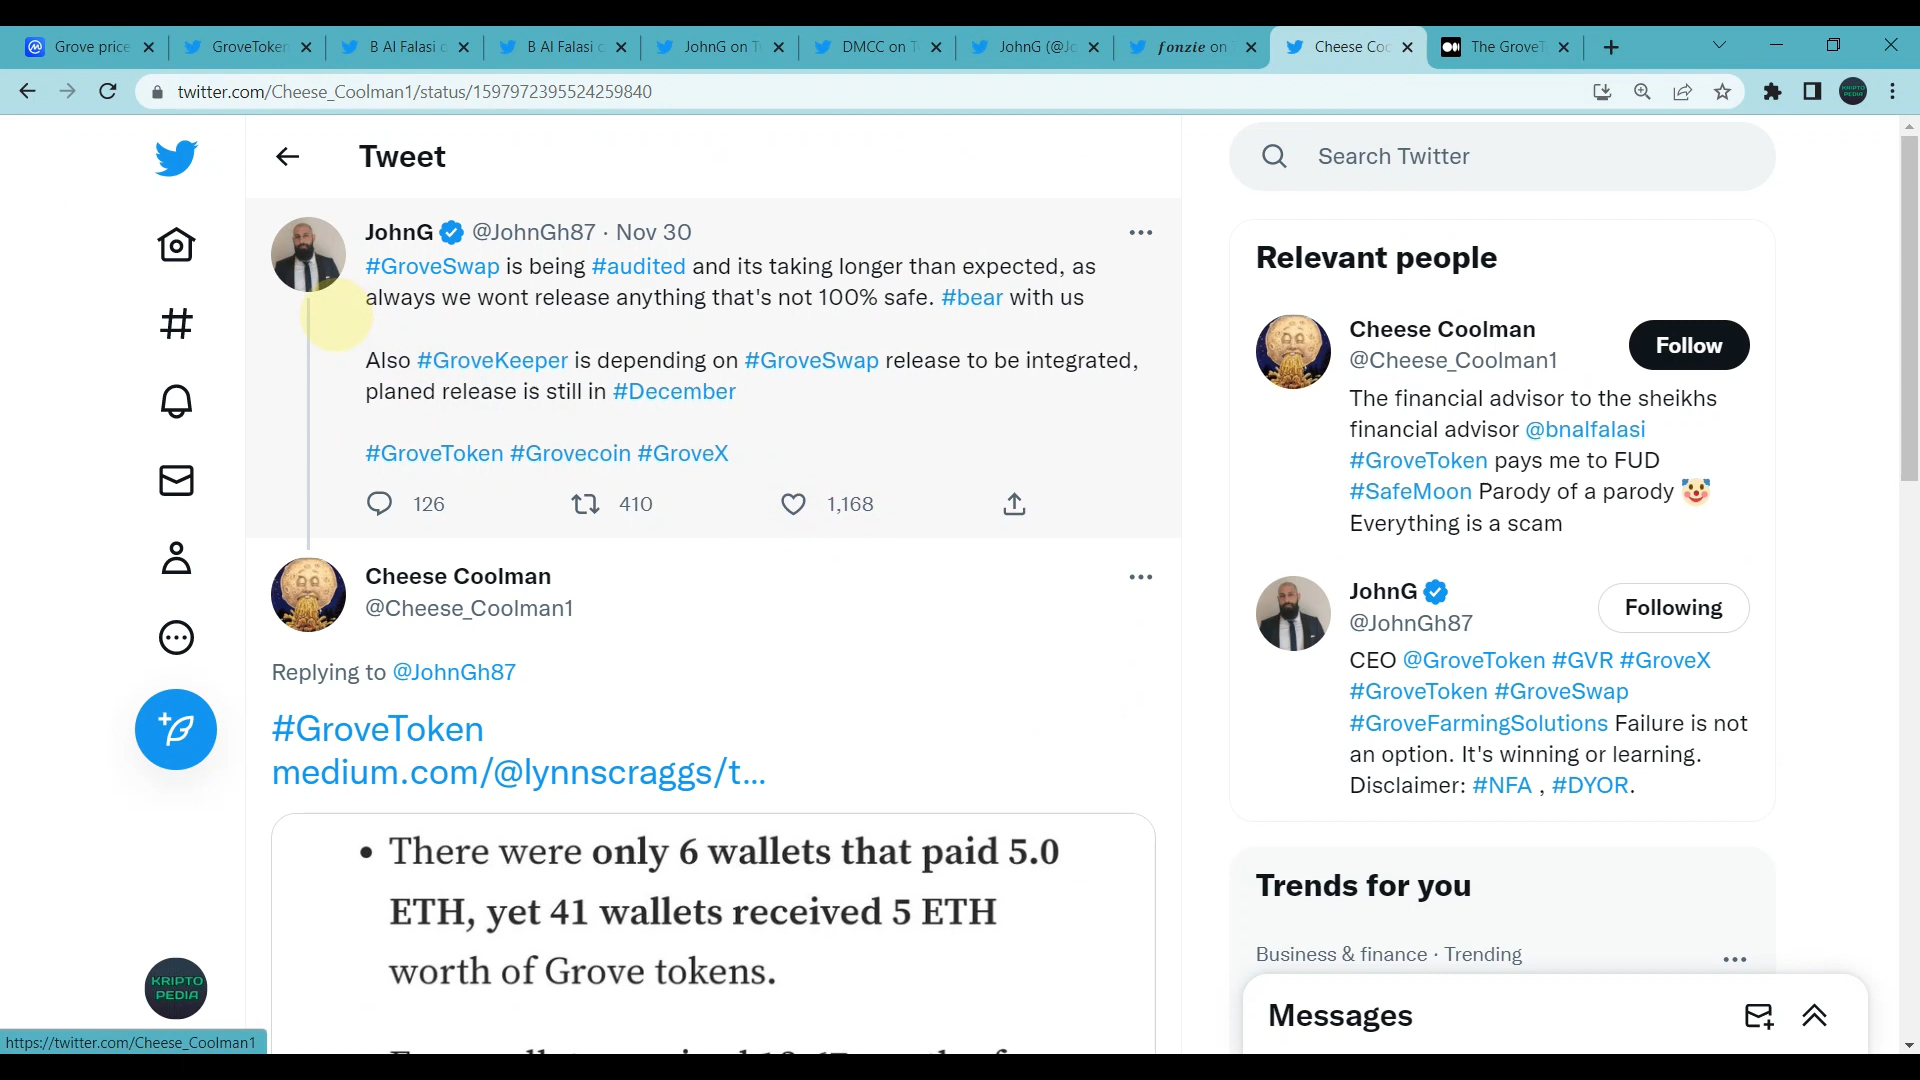 Grove price
GroveToken
B Al Falasi
B Al Falasi
JohnG on T
DMCC on T
JohnG (@Jo
fonzie on
Cheese Coo
The GroveT
twitter.com/Cheese_Coolman1/status/1597972395524259840
KRIPTO
PEDIA
Tweet
Search Twitter
JohnG @JohnGh87 · Nov 30
#GroveSwap is being #audited and its taking longer than expected, as
always we wont release anything that's not 100% safe. #bear with us
Also #GroveKeeper is depending on #GroveSwap release to be integrated,
planed release is still in #December
#GroveToken #Grovecoin #GroveX
126 410 1,168
Cheese Coolman
@Cheese_Coolman1
Replying to @JohnGh87
#GroveToken
medium.com/@lynnscraggs/t...
• There were only 6 wallets that paid 5.0
ETH, yet 41 wallets received 5 ETH
worth of Grove tokens.
Relevant people
Cheese Coolman
@Cheese_Coolman1
Follow
The financial advisor to the sheikhs
financial advisor @bnalfalasi
#GroveToken pays me to FUD
#SafeMoon Parody of a parody 🤡
Everything is a scam
JohnG
@JohnGh87
Following
CEO @GroveToken #GVR #GroveX
#GroveToken #GroveSwap
#GroveFarmingSolutions Failure is not
an option. It's winning or learning.
Disclaimer: #NFA , #DYOR.
Trends for you
Business & finance · Trending
Messages
KRIPTO
PEDIA
https://twitter.com/Cheese_Coolman1